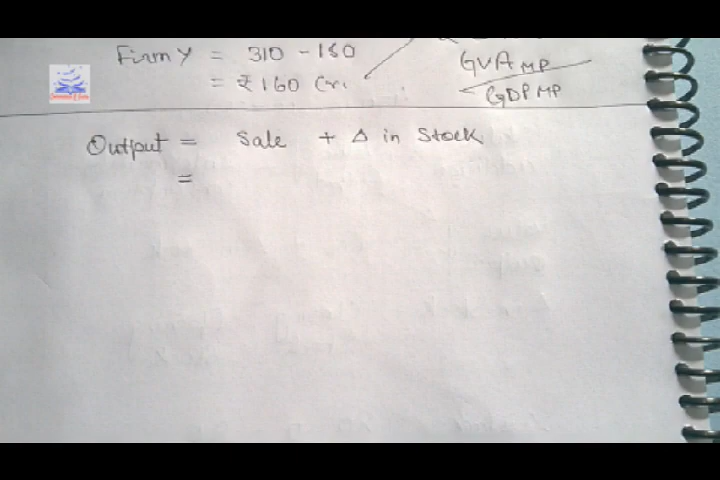 Firm Y = 310 - 150
= ₹ 160 Cr.
GVA MP
GDP MP
Output = Sale + Δ in Stock
=